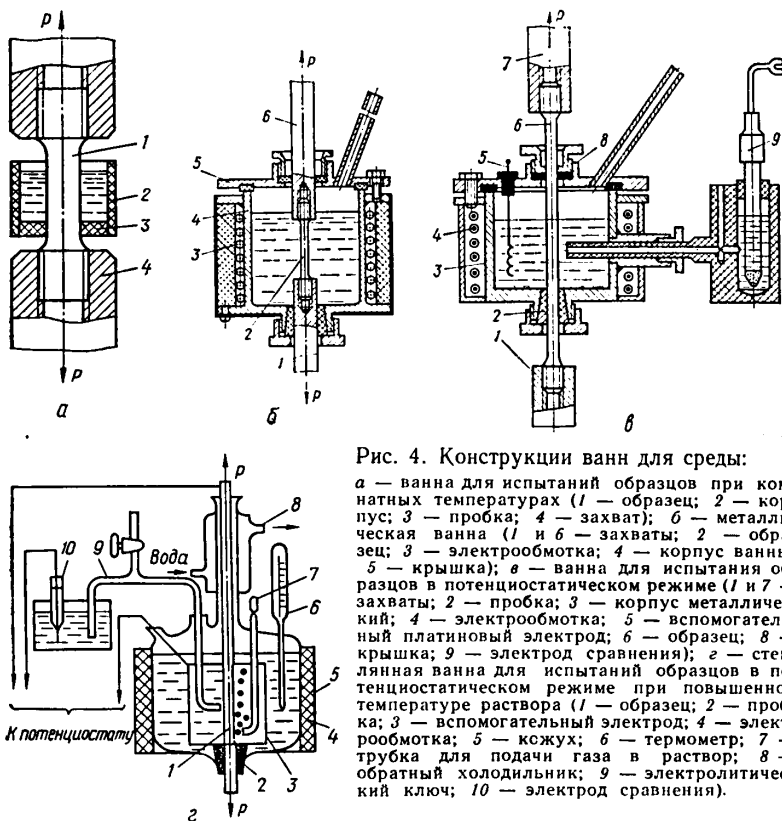 P
7
P
P
6
6
9
1
5
5
8
2
4
4
3
3
3
4
2
2
1
1
P
P
P
а
б
в
Рис. 4. Конструкции ванн для среды:
а — ванна для испытаний образцов при ком
натных температурах (1 — образец; 2 — кор
пус; 3 — пробка; 4 — захват); б — металли
ческая ванна (1 и 6 — захваты; 2 — обра
зец; 3 — электрообмотка; 4 — корпус ванны
5 — крышка); в — ванна для испытания о
разцов в потенциостатическом режиме (1 и 7 -
захваты; 2 — пробка; 3 — корпус металличес
кий; 4 — электрообмотка; 5 — вспомогател
ный платиновый электрод; 6 — образец; 8 -
крышка; 9 — электрод сравнения); г — стек
лянная ванна для испытаний образцов в по
тенциостатическом режиме при повышенно
температуре раствора (1 — образец; 2 — проб
ка; 3 — вспомогательный электрод; 4 — элек
рообмотка; 5 — кожух; 6 — термометр; 7 -
трубка для подачи газа в раствор; 8 -
обратный холодильник; 9 — электролитичес
кий ключ; 10 — электрод сравнения).
P
8
10
9
Вода
7
6
5
К потенциостату
4
1
2
3
P
г